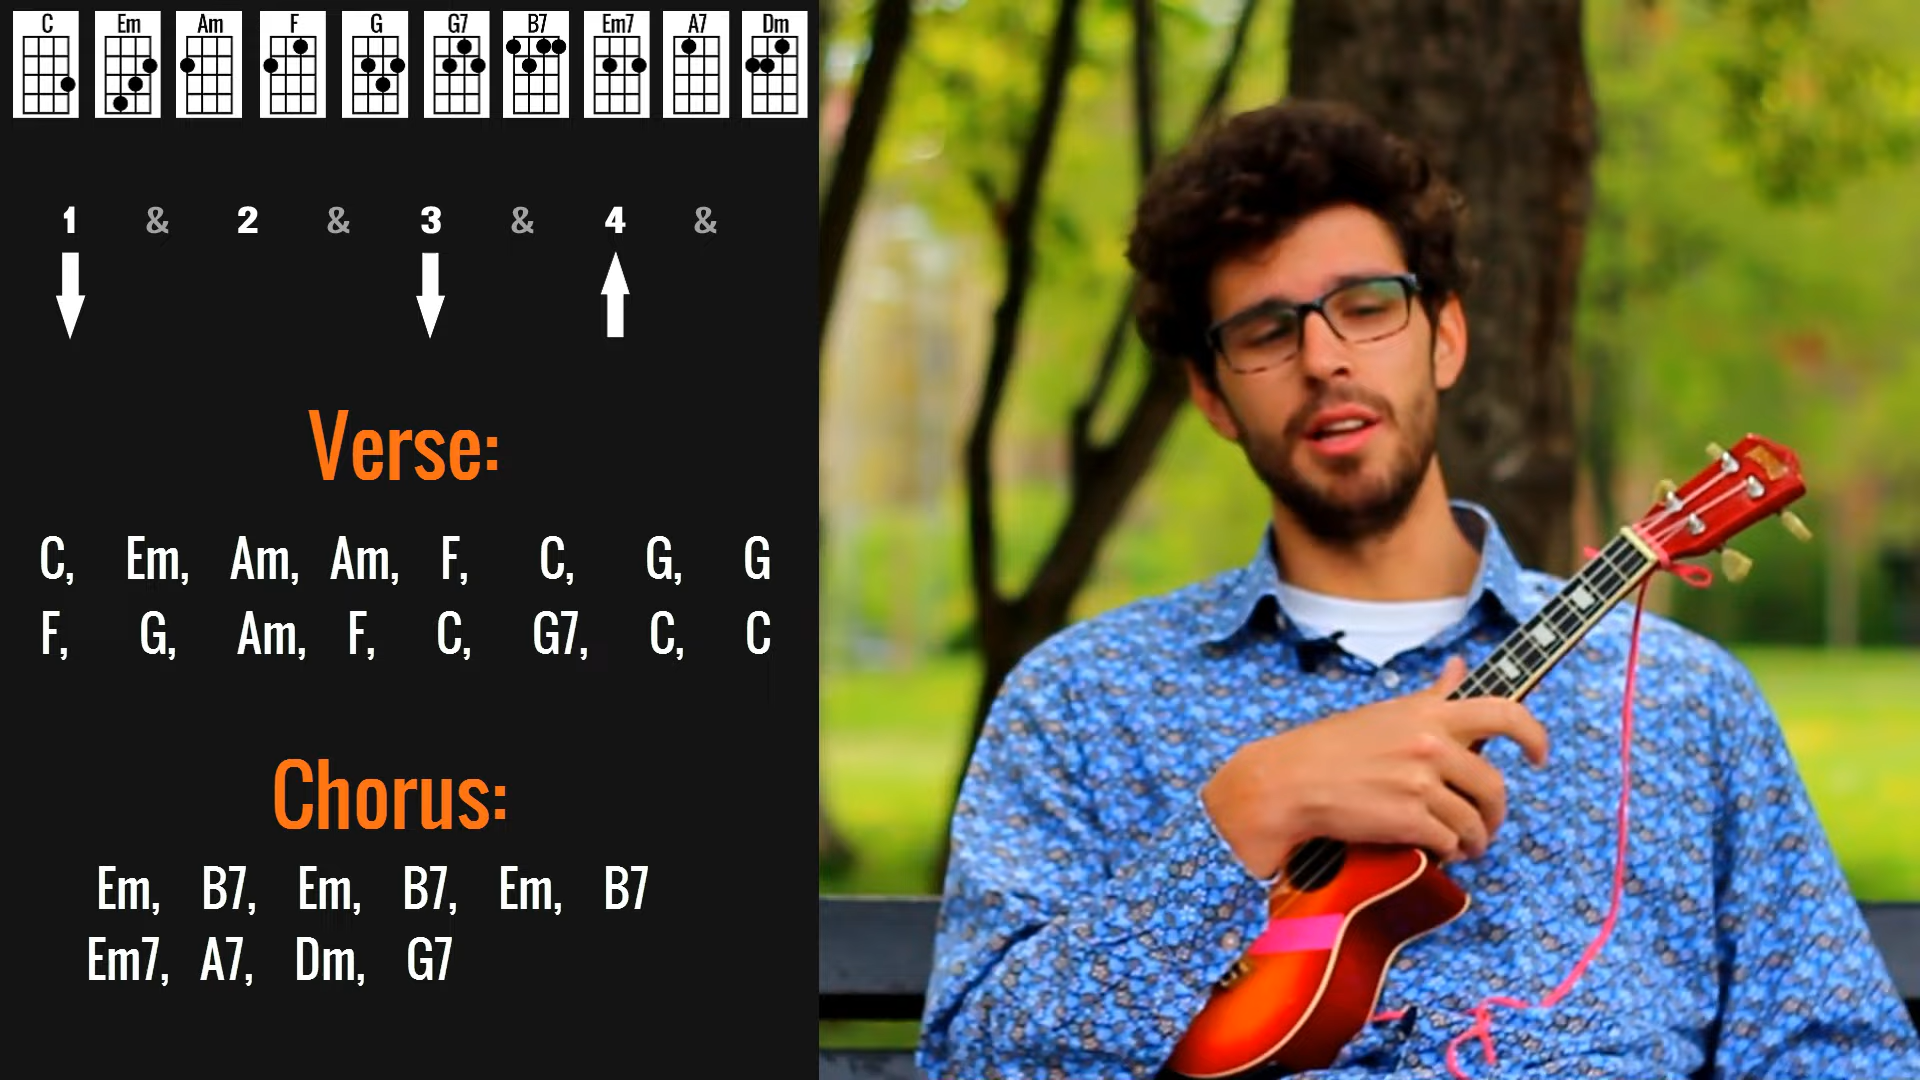 C Em Am F G G7 B7 Em7 A7 Dm
1 & 2 & 3 & 4 &
Verse:
C, Em, Am, Am, F, C, G, G
F, G, Am, F, C, G7, C, C
Chorus:
Em, B7, Em, B7, Em, B7
Em7, A7, Dm, G7